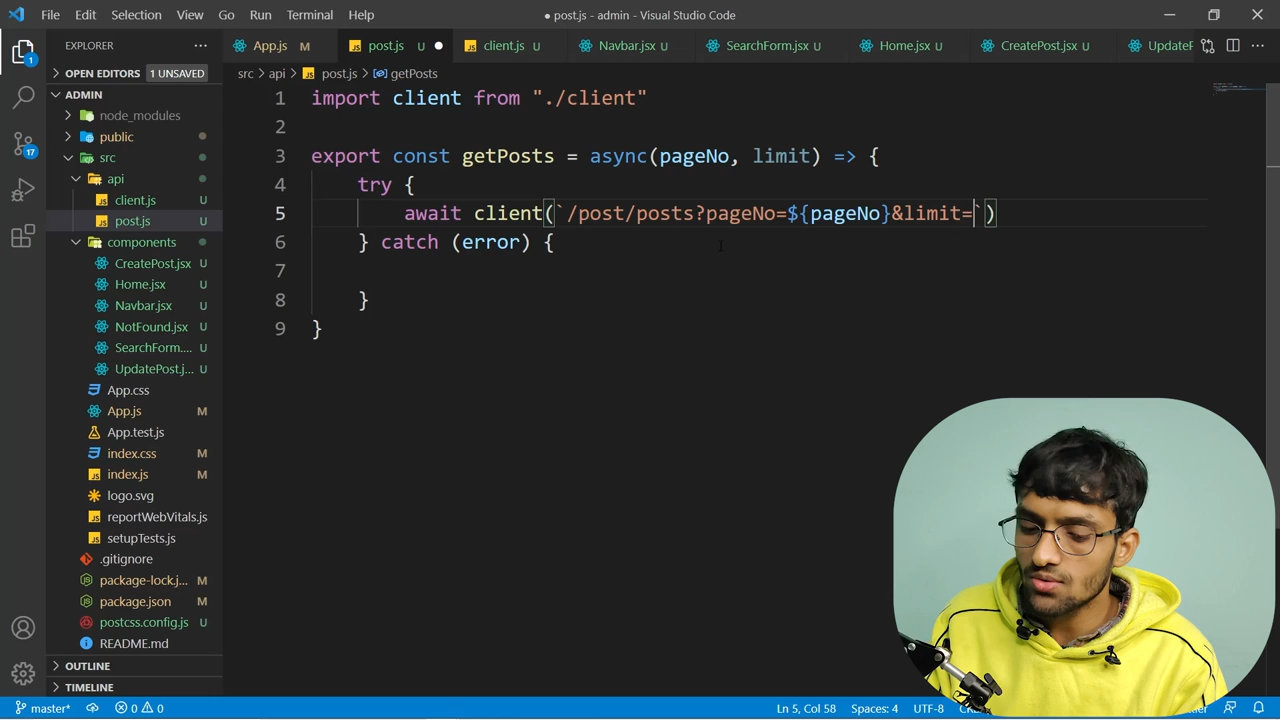 File Edit Selection View Go Run Terminal Help
● post.js - admin - Visual Studio Code
EXPLORER
App.js M
post.js U
client.js U
Navbar.jsx U
SearchForm.jsx U
Home.jsx U
CreatePost.jsx U
UpdateP
OPEN EDITORS 1 UNSAVED
src > api > post.js > getPosts
ADMIN
node_modules
public
src
api
client.js U
post.js U
components
CreatePost.jsx U
Home.jsx U
Navbar.jsx U
NotFound.jsx U
SearchForm.... U
UpdatePost.j... U
App.css
App.js M
App.test.js
index.css M
index.js M
logo.svg
reportWebVitals.js
setupTests.js
.gitignore
package-lock.j... M
package.json M
postcss.config.js U
README.md
OUTLINE
TIMELINE
1 import client from "./client"
2
3 export const getPosts = async(pageNo, limit) => {
4 try {
5 await client(`/post/posts?pageNo=${pageNo}&limit=`)
6 } catch (error) {
7
8 }
9 }
1
17
master* 0 0
Ln 5, Col 58 Spaces: 4 UTF-8